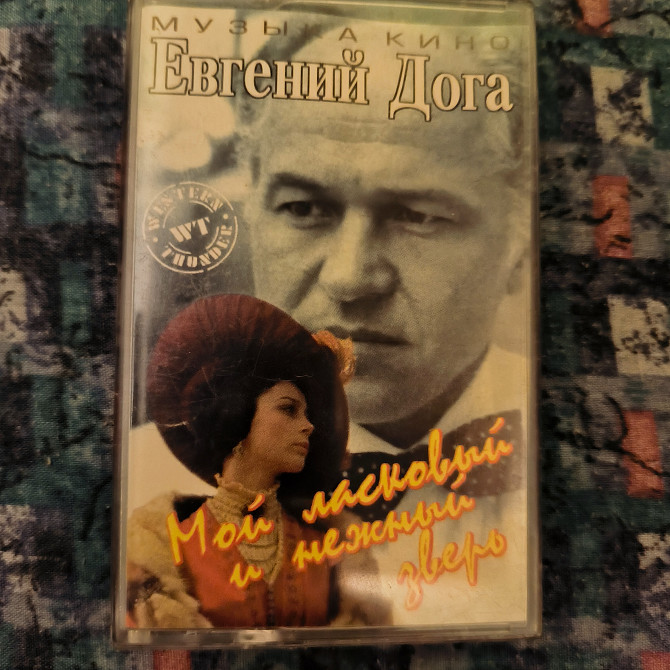 МУЗЫКА КИНО
Евгений Дога
WESTERN
WT
THUNDER
Мой ласковый
и нежный
зверь